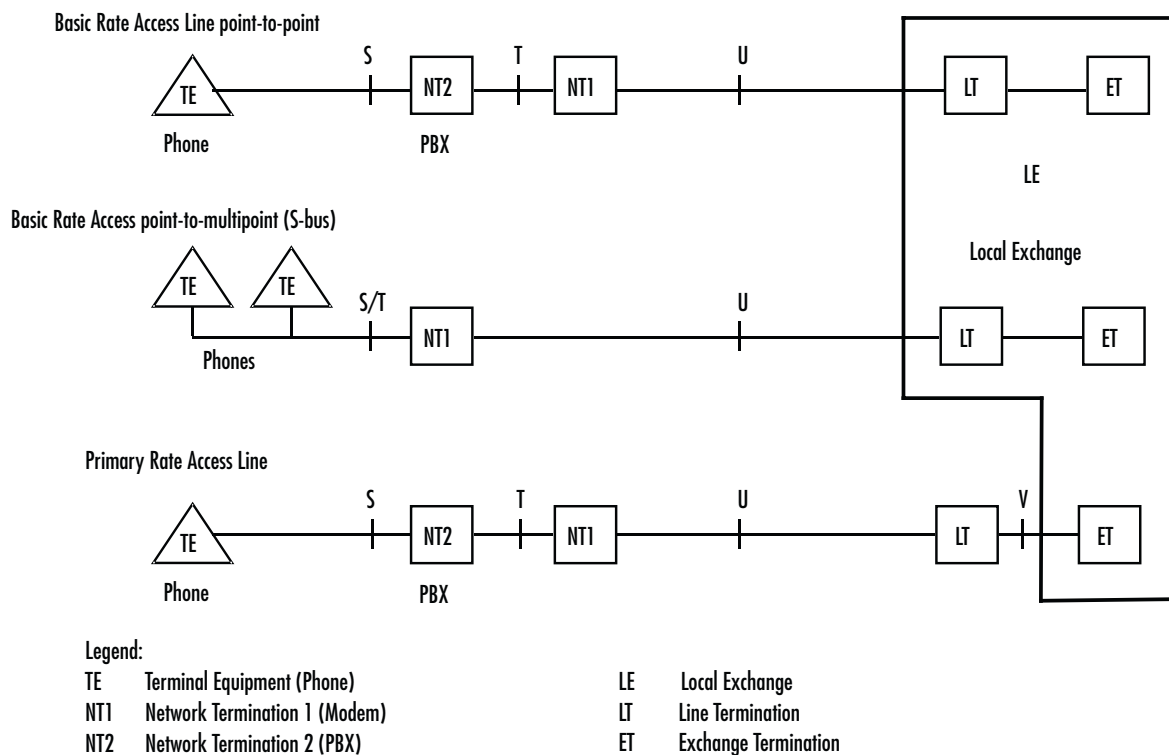 Basic Rate Access Line point-to-point
S T U
TE NT2 NT1 LT ET
Phone PBX
LE
Basic Rate Access point-to-multipoint (S-bus)
Local Exchange
TE TE
S/T U
NT1 LT ET
Phones
Primary Rate Access Line
S T U V
TE NT2 NT1 LT ET
Phone PBX
Legend:
TE Terminal Equipment (Phone) LE Local Exchange
NT1 Network Termination 1 (Modem) LT Line Termination
NT2 Network Termination 2 (PBX) ET Exchange Termination